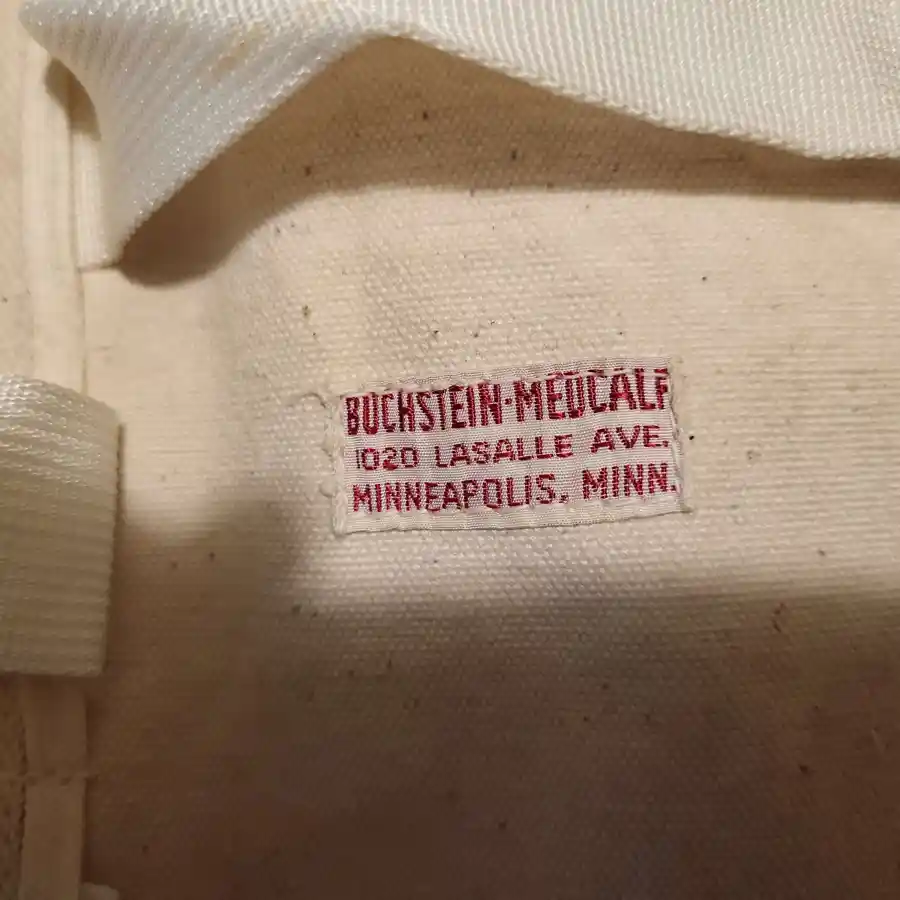 BUCHSTEIN-MEDCALF
1020 LASALLE AVE.
MINNEAPOLIS, MINN.